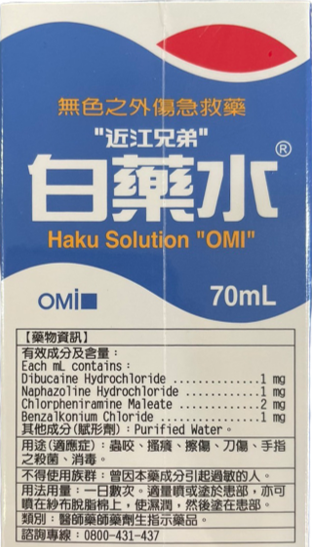 無色之外傷急救藥
"近江兄弟"
白藥水®
Haku Solution "OMI"
OMI
70mL
【藥物資訊】
有效成分及含量：
Each mL contains：
Dibucaine Hydrochloride ..............1 mg
Naphazoline Hydrochloride ............1 mg
Chlorpheniramine Maleate .............2 mg
Benzalkonium Chloride ................1 mg
其他成分(賦形劑)：Purified Water。
用途(適應症)：蟲咬、搔癢、擦傷、刀傷、手指
之殺菌、消毒。
不得使用族群：曾因本藥成分引起過敏的人。
用法用量：一日數次。適量噴或塗於患部，亦可
噴在紗布脫脂棉上，使濕潤，然後塗在患部。
類別：醫師藥師藥劑生指示藥品。
諮詢專線：0800-431-437